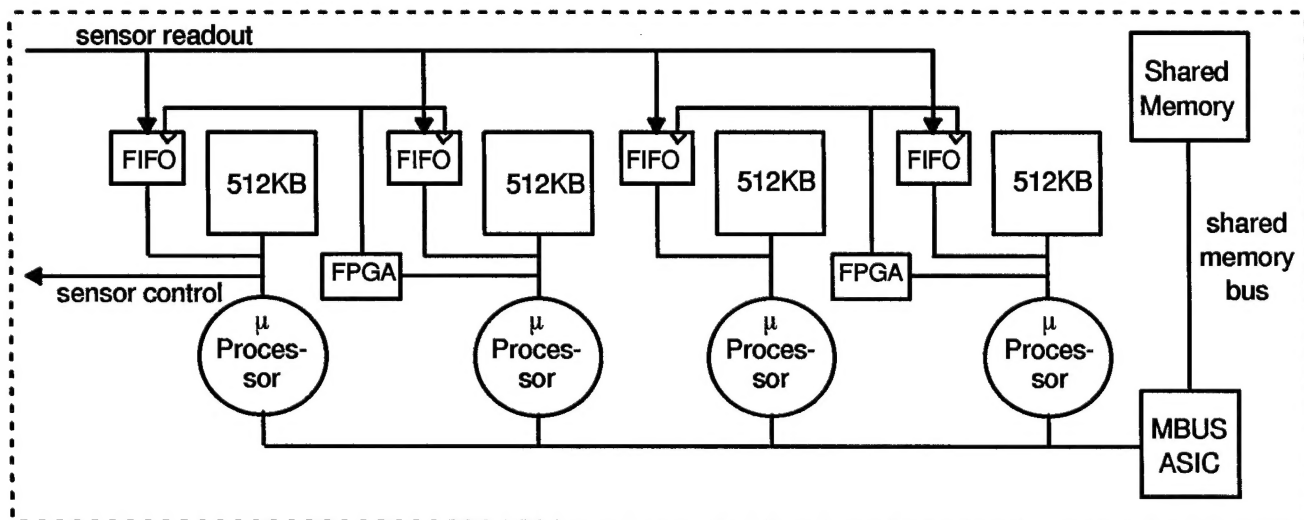 sensor readout
Shared
Memory
FIFO
512KB
FIFO
512KB
FIFO
512KB
FIFO
512KB
shared
memory
bus
FPGA
FPGA
sensor control
μ
Proces-
sor
μ
Proces-
sor
μ
Proces-
sor
μ
Proces-
sor
MBUS
ASIC